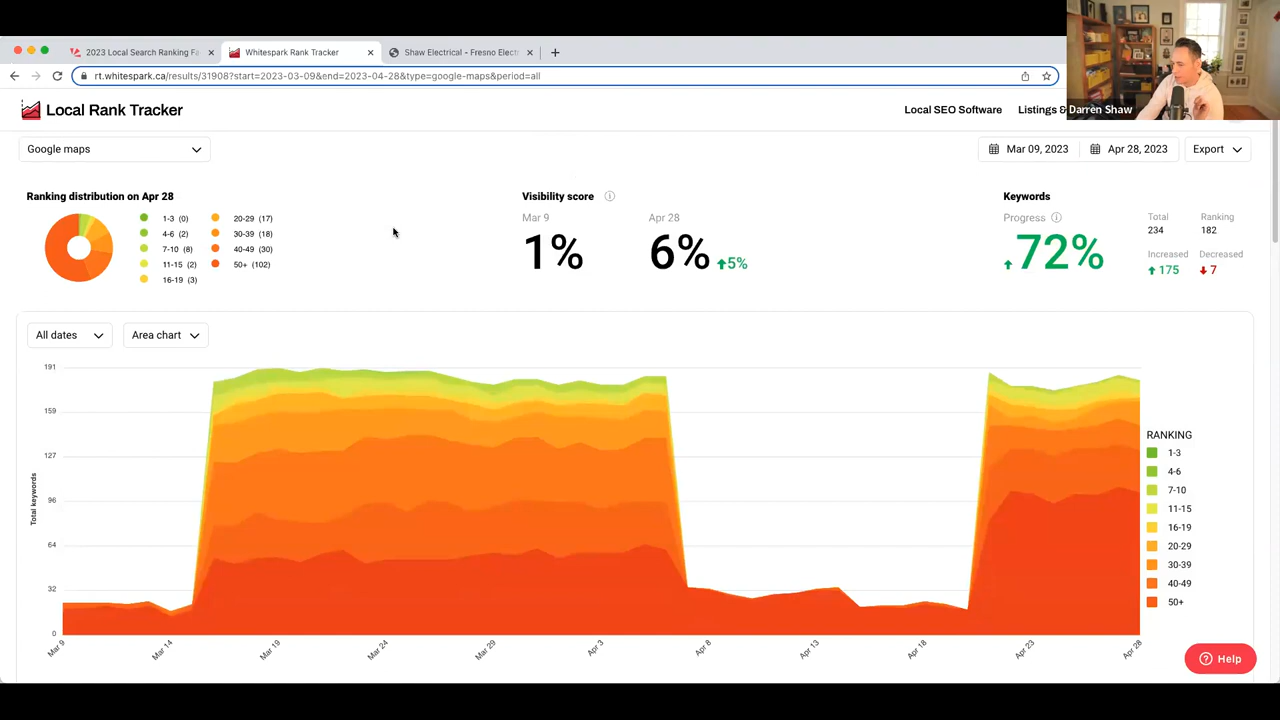 2023 Local Search Ranking Fa
Whitespark Rank Tracker
Shaw Electrical - Fresno Electr
rt.whitespark.ca/results/31908?start=2023-03-09&end=2023-04-28&type=google-maps&period=all
Darren Shaw
Local Rank Tracker
Local SEO Software
Listings &
Google maps
Mar 09, 2023
Apr 28, 2023
Export
Ranking distribution on Apr 28
1-3 (0)
4-6 (2)
7-10 (8)
11-15 (2)
16-19 (3)
20-29 (17)
30-39 (18)
40-49 (30)
50+ (102)
Visibility score
Mar 9
1%
Apr 28
6%
5%
Keywords
Progress
72%
Total
234
Ranking
182
Increased
175
Decreased
7
All dates
Area chart
191
159
127
96
64
32
0
Total keywords
Mar 9
Mar 14
Mar 19
Mar 24
Mar 29
Apr 3
Apr 8
Apr 13
Apr 18
Apr 23
Apr 28
RANKING
1-3
4-6
7-10
11-15
16-19
20-29
30-39
40-49
50+
Help